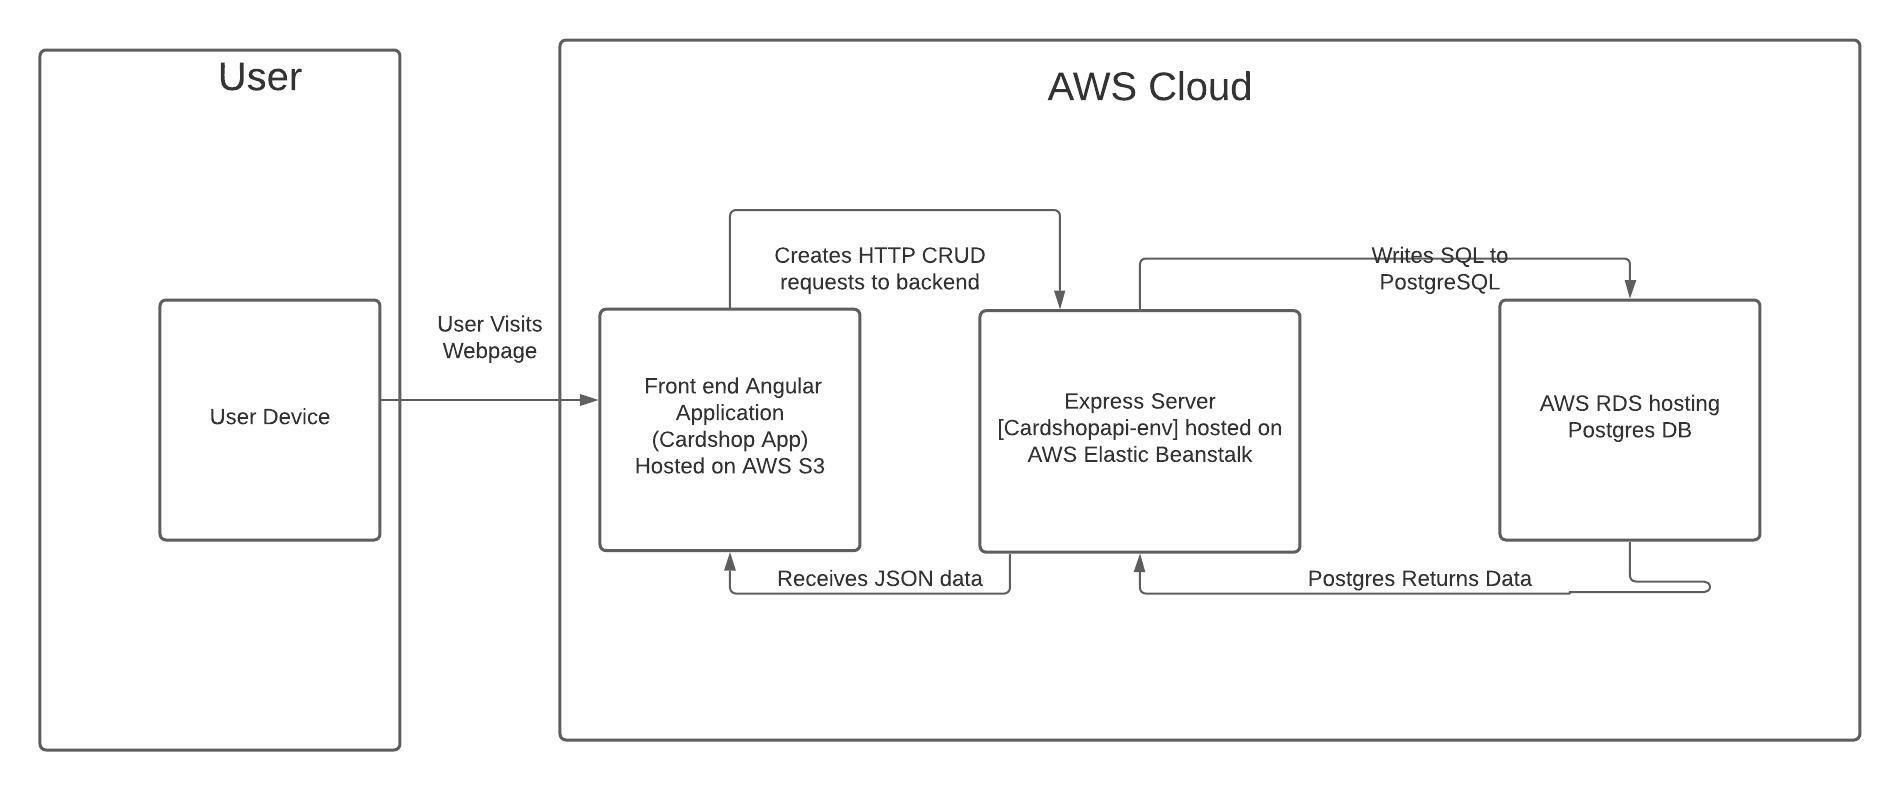 User
AWS Cloud
Creates HTTP CRUD
requests to backend
Writes SQL to
PostgreSQL
User Visits
Webpage
User Device
Front end Angular
Application
(Cardshop App)
Hosted on AWS S3
Express Server
[Cardshopapi-env] hosted on
AWS Elastic Beanstalk
AWS RDS hosting
Postgres DB
Receives JSON data
Postgres Returns Data